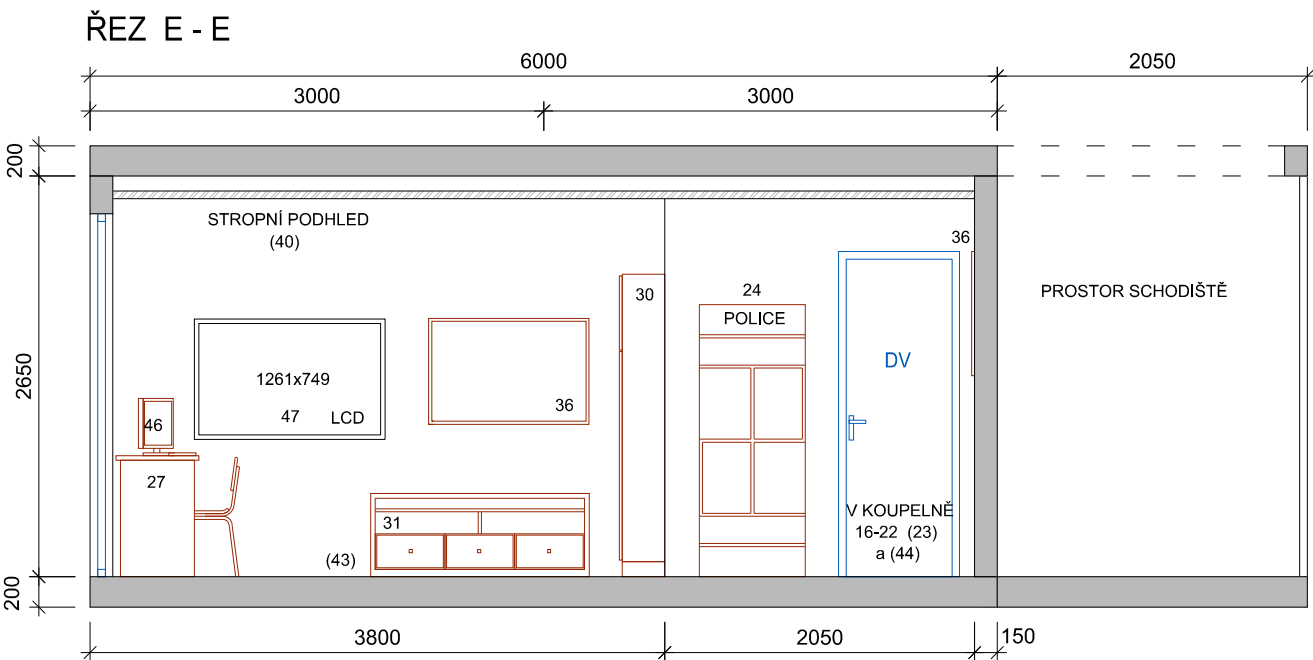 ŘEZ E - E
6000
2050
3000
3000
200
STROPNÍ PODHLED
(40)
36
30
24
POLICE
PROSTOR SCHODIŠTĚ
2650
1261x749
47 LCD
36
DV
46
27
31
(43)
V KOUPELNĚ
16-22 (23)
a (44)
200
3800
2050
150